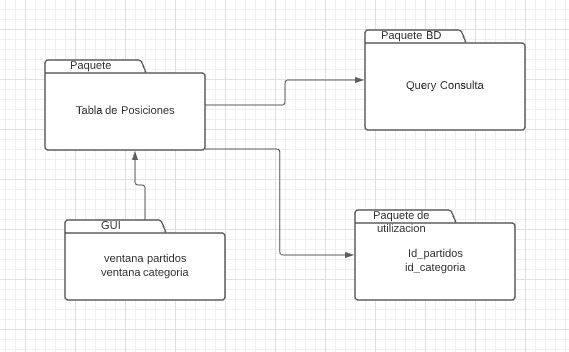 Paquete
Tabla de Posiciones
Paquete BD
Query Consulta
GUI
ventana partidos
ventana categoria
Paquete de
utilizacion
Id_partidos
id_categoria